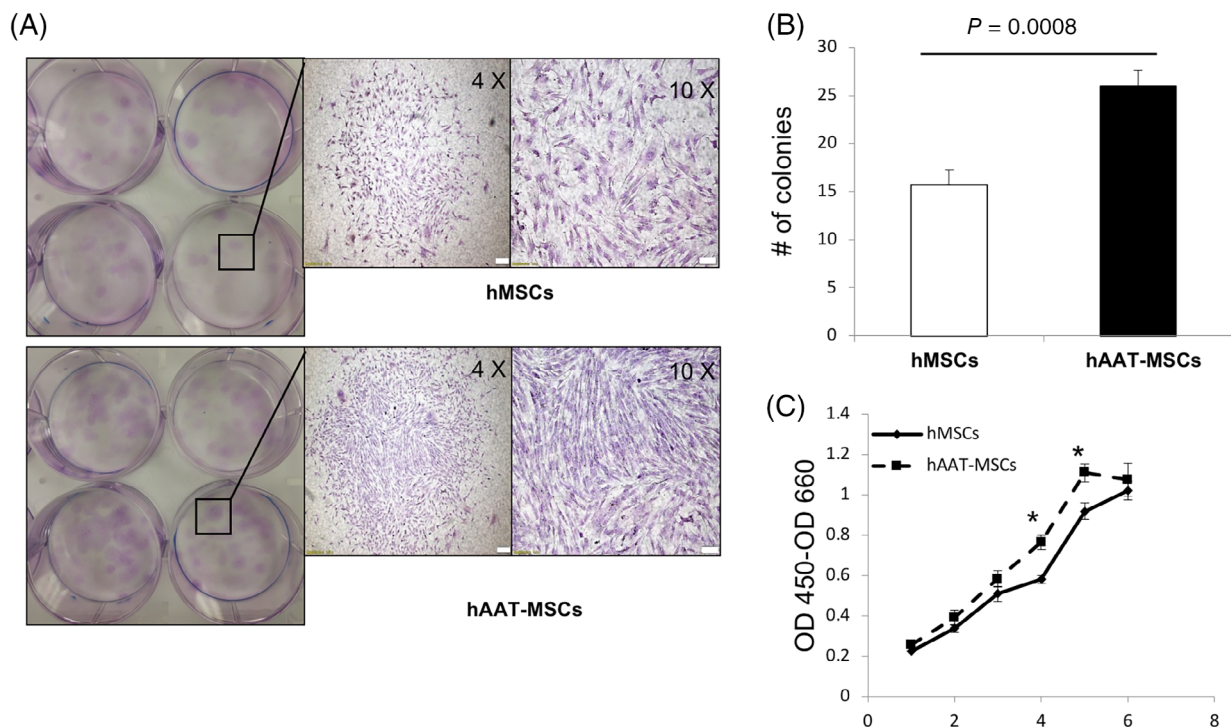 (A)
4 X
10 X
hMSCs
4 X
10 X
hAAT-MSCs
(B)
P = 0.0008
# of colonies
30
25
20
15
10
5
0
hMSCs
hAAT-MSCs
(C)
OD 450-OD 660
1.4
1.2
1
0.8
0.6
0.4
0.2
0
hMSCs
hAAT-MSCs
*
*
0
2
4
6
8